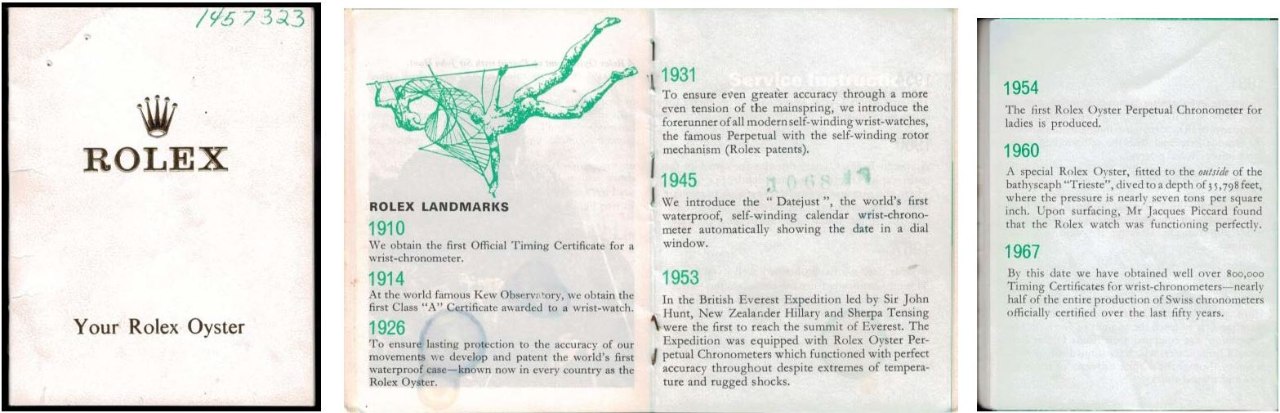 1457323
ROLEX
Your Rolex Oyster
ROLEX LANDMARKS
1910
We obtain the first Official Timing Certificate for a
wrist-chronometer.
1914
At the world famous Kew Observatory, we obtain the
first Class “A” Certificate awarded to a wrist-watch.
1926
To ensure lasting protection to the accuracy of our
movements we develop and patent the world’s first
waterproof case—known now in every country as the
Rolex Oyster.
1931
To ensure even greater accuracy through a more
even tension of the mainspring, we introduce the
forerunner of all modern self-winding wrist-watches,
the famous Perpetual with the self-winding rotor
mechanism (Rolex patents).
1945
We introduce the “ Datejust ”, the world’s first
waterproof, self-winding calendar wrist-chrono-
meter automatically showing the date in a dial
window.
1953
In the British Everest Expedition led by Sir John
Hunt, New Zealander Hillary and Sherpa Tensing
were the first to reach the summit of Everest. The
Expedition was equipped with Rolex Oyster Per-
petual Chronometers which functioned with perfect
accuracy throughout despite extremes of tempera-
ture and rugged shocks.
1954
The first Rolex Oyster Perpetual Chronometer for
ladies is produced.
1960
A special Rolex Oyster, fitted to the outside of the
bathyscaph “Trieste”, dived to a depth of 35,798 feet,
where the pressure is nearly seven tons per square
inch. Upon surfacing, Mr Jacques Piccard found
that the Rolex watch was functioning perfectly.
1967
By this date we have obtained well over 800,000
Timing Certificates for wrist-chronometers—nearly
half of the entire production of Swiss chronometers
officially certified over the last fifty years.